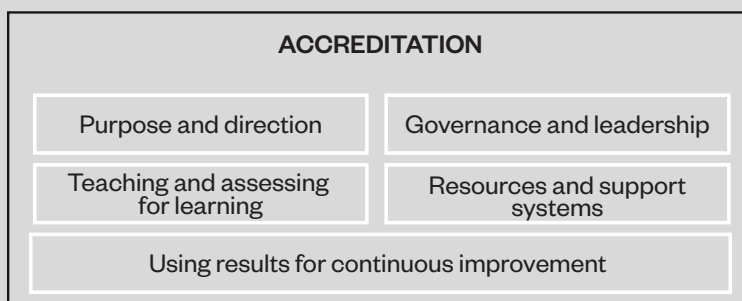 ACCREDITATION
Purpose and direction
Governance and leadership
Teaching and assessing
for learning
Resources and support
systems
Using results for continuous improvement